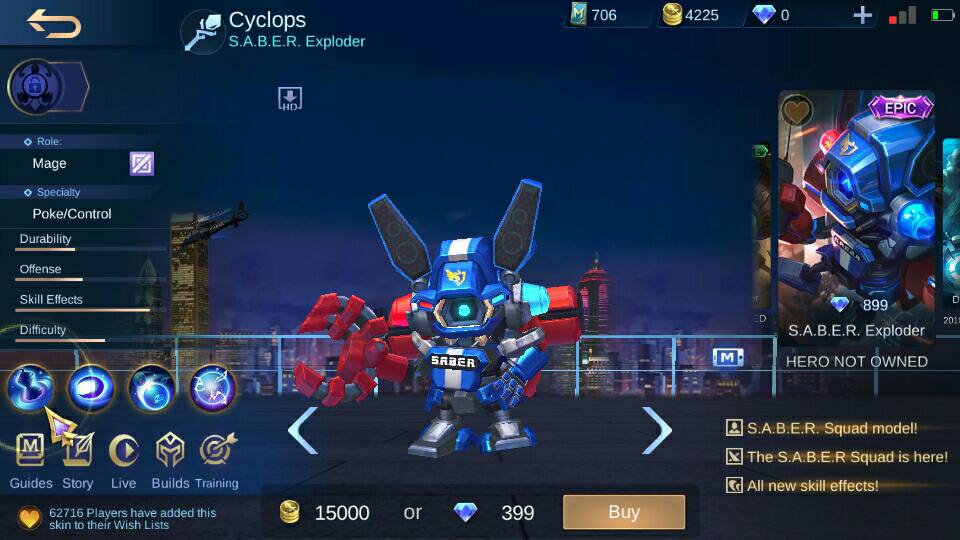 Cyclops
S.A.B.E.R. Exploder
706
4225
0
HD
Role:
Mage
Specialty
Poke/Control
Durability
Offense
Skill Effects
Difficulty
EPIC
SABER
SABER
899
S.A.B.E.R. Exploder
HERO NOT OWNED
M
S.A.B.E.R. Squad model!
The S.A.B.E.R Squad is here!
All new skill effects!
Guides Story Live Builds Training
62716 Players have added this
skin to their Wish Lists
15000 or 399 Buy